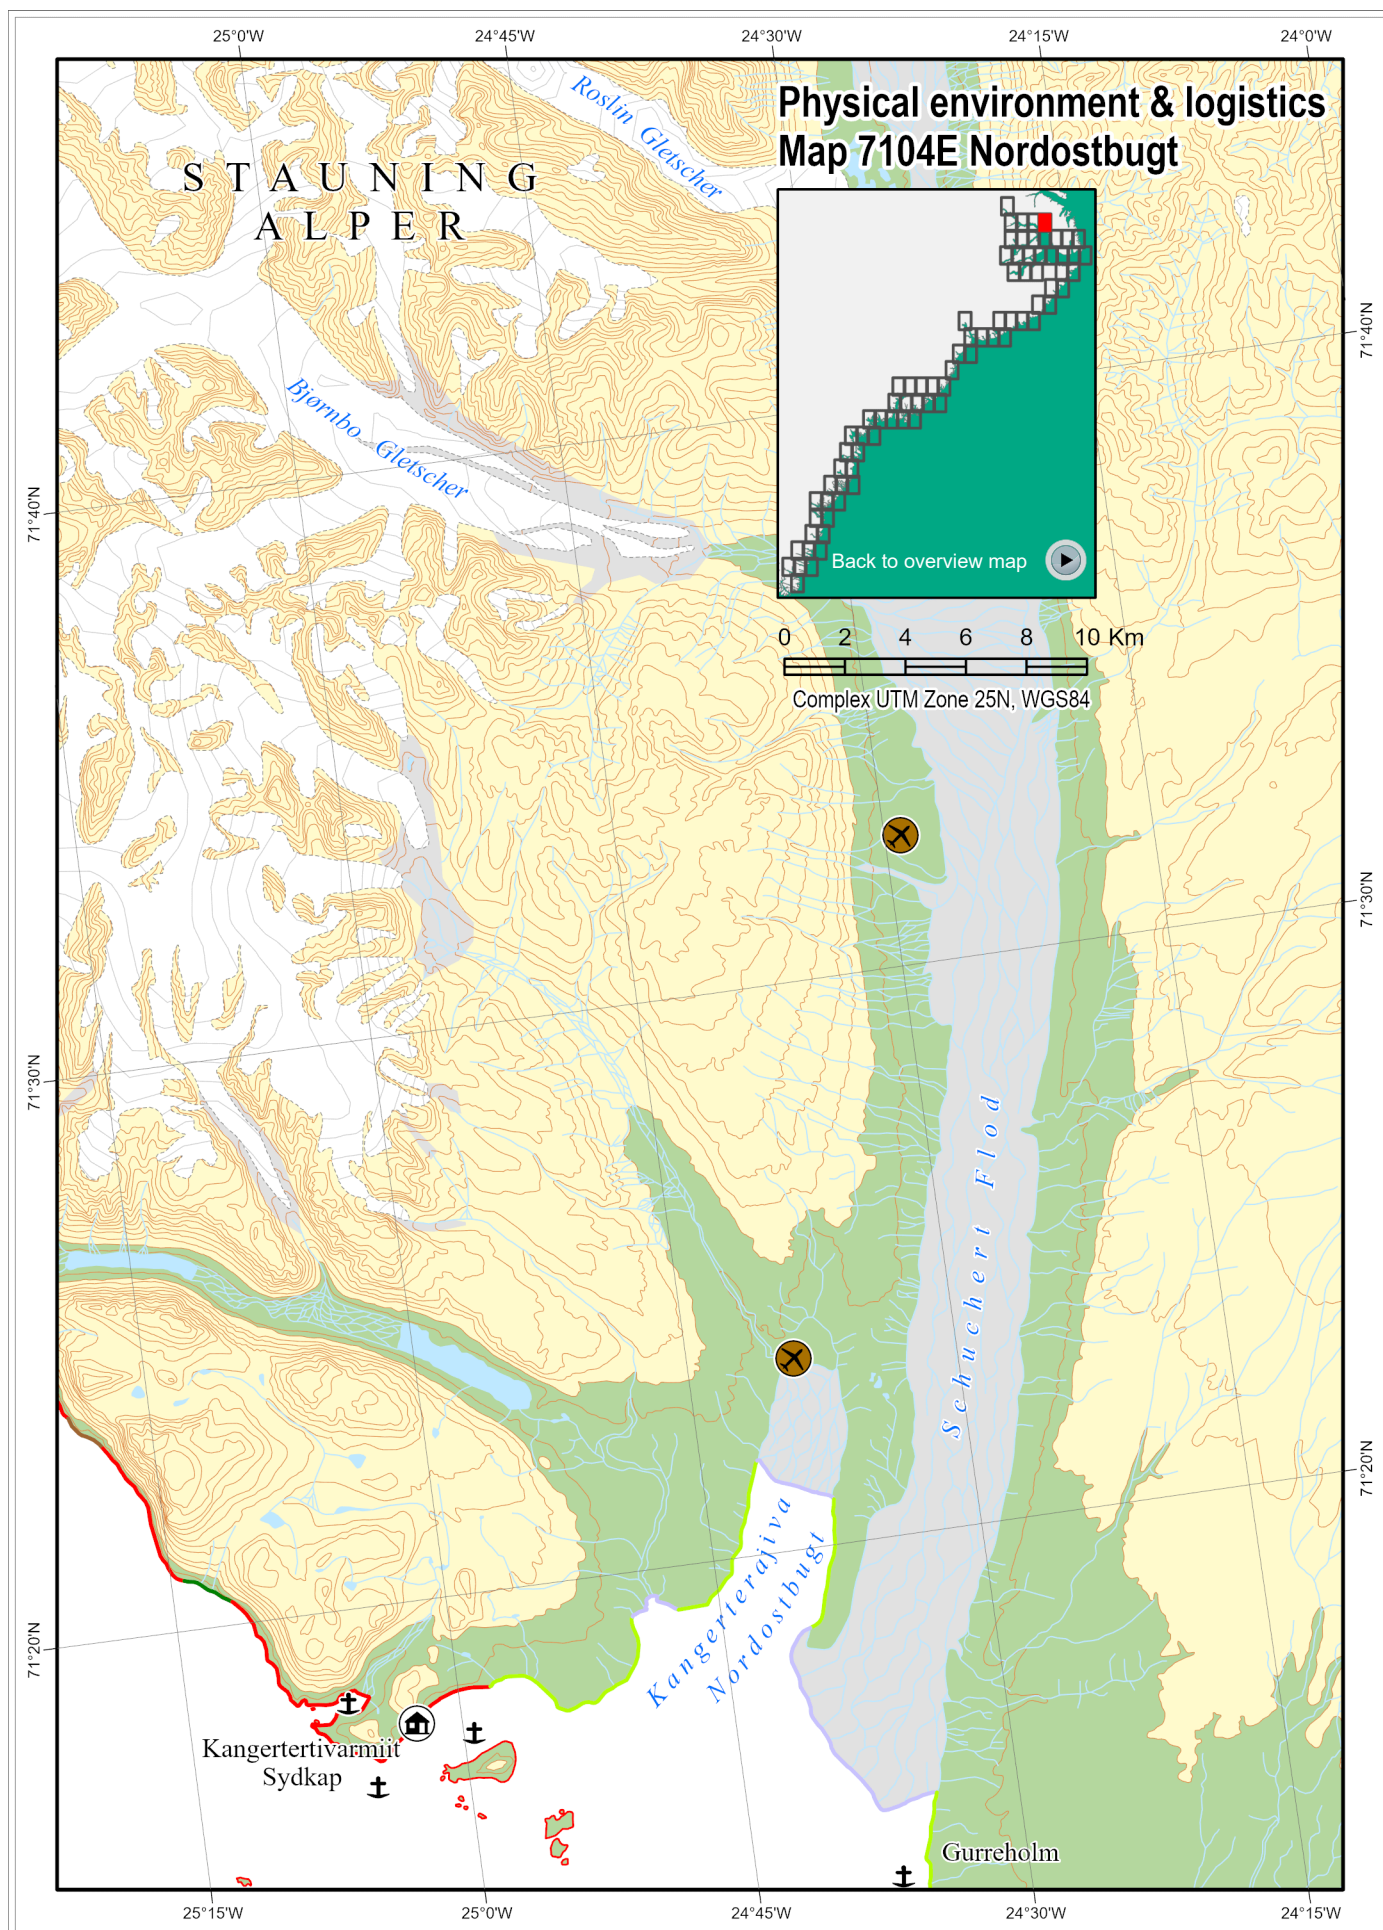 25°0'W
24°45'W
24°30'W
24°15'W
24°0'W
Physical environment & logistics
Map 7104E Nordostbugt
Roslin Gletscher
STAUNING
ALPER
71°40'N
Bjørnbo Gletscher
71°40'N
Back to overview map
0 2 4 6 8 10 Km
Complex UTM Zone 25N, WGS84
71°30'N
71°30'N
Schuchert Flod
71°20'N
71°20'N
Kangerterajiva
Nordostbugt
Kangertertivarmiit
Sydkap
Gurreholm
25°15'W
25°0'W
24°45'W
24°30'W
24°15'W